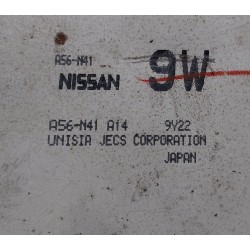 A56-N41
NISSAN 9W
A56-N41 A14 9Y22
UNISIA JECS CORPORATION
JAPAN